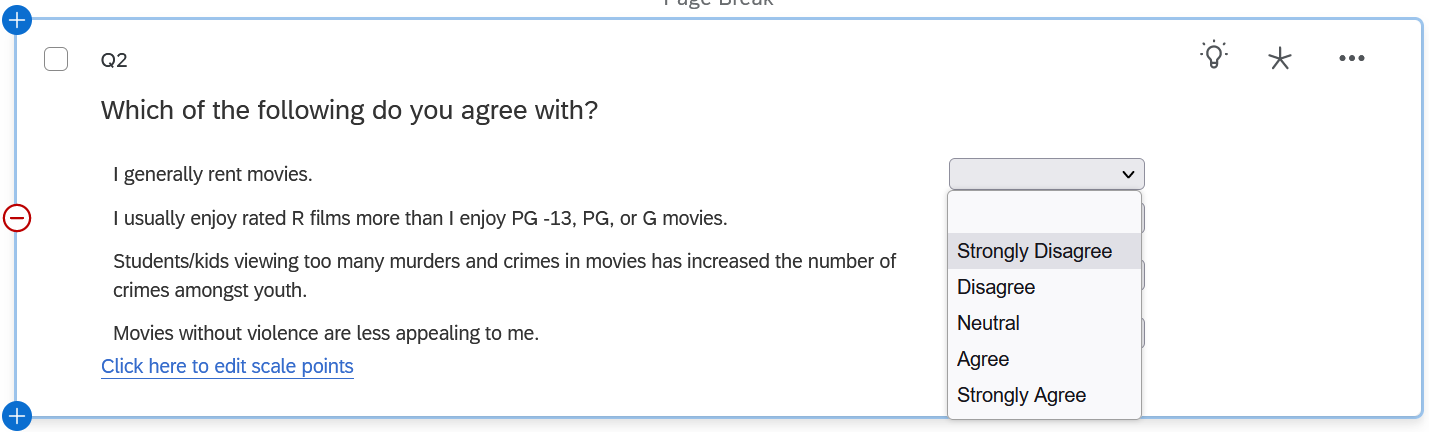 Page Break
Q2
Which of the following do you agree with?
I generally rent movies.
I usually enjoy rated R films more than I enjoy PG -13, PG, or G movies.
Students/kids viewing too many murders and crimes in movies has increased the number of
crimes amongst youth.
Movies without violence are less appealing to me.
Click here to edit scale points
Strongly Disagree
Disagree
Neutral
Agree
Strongly Agree